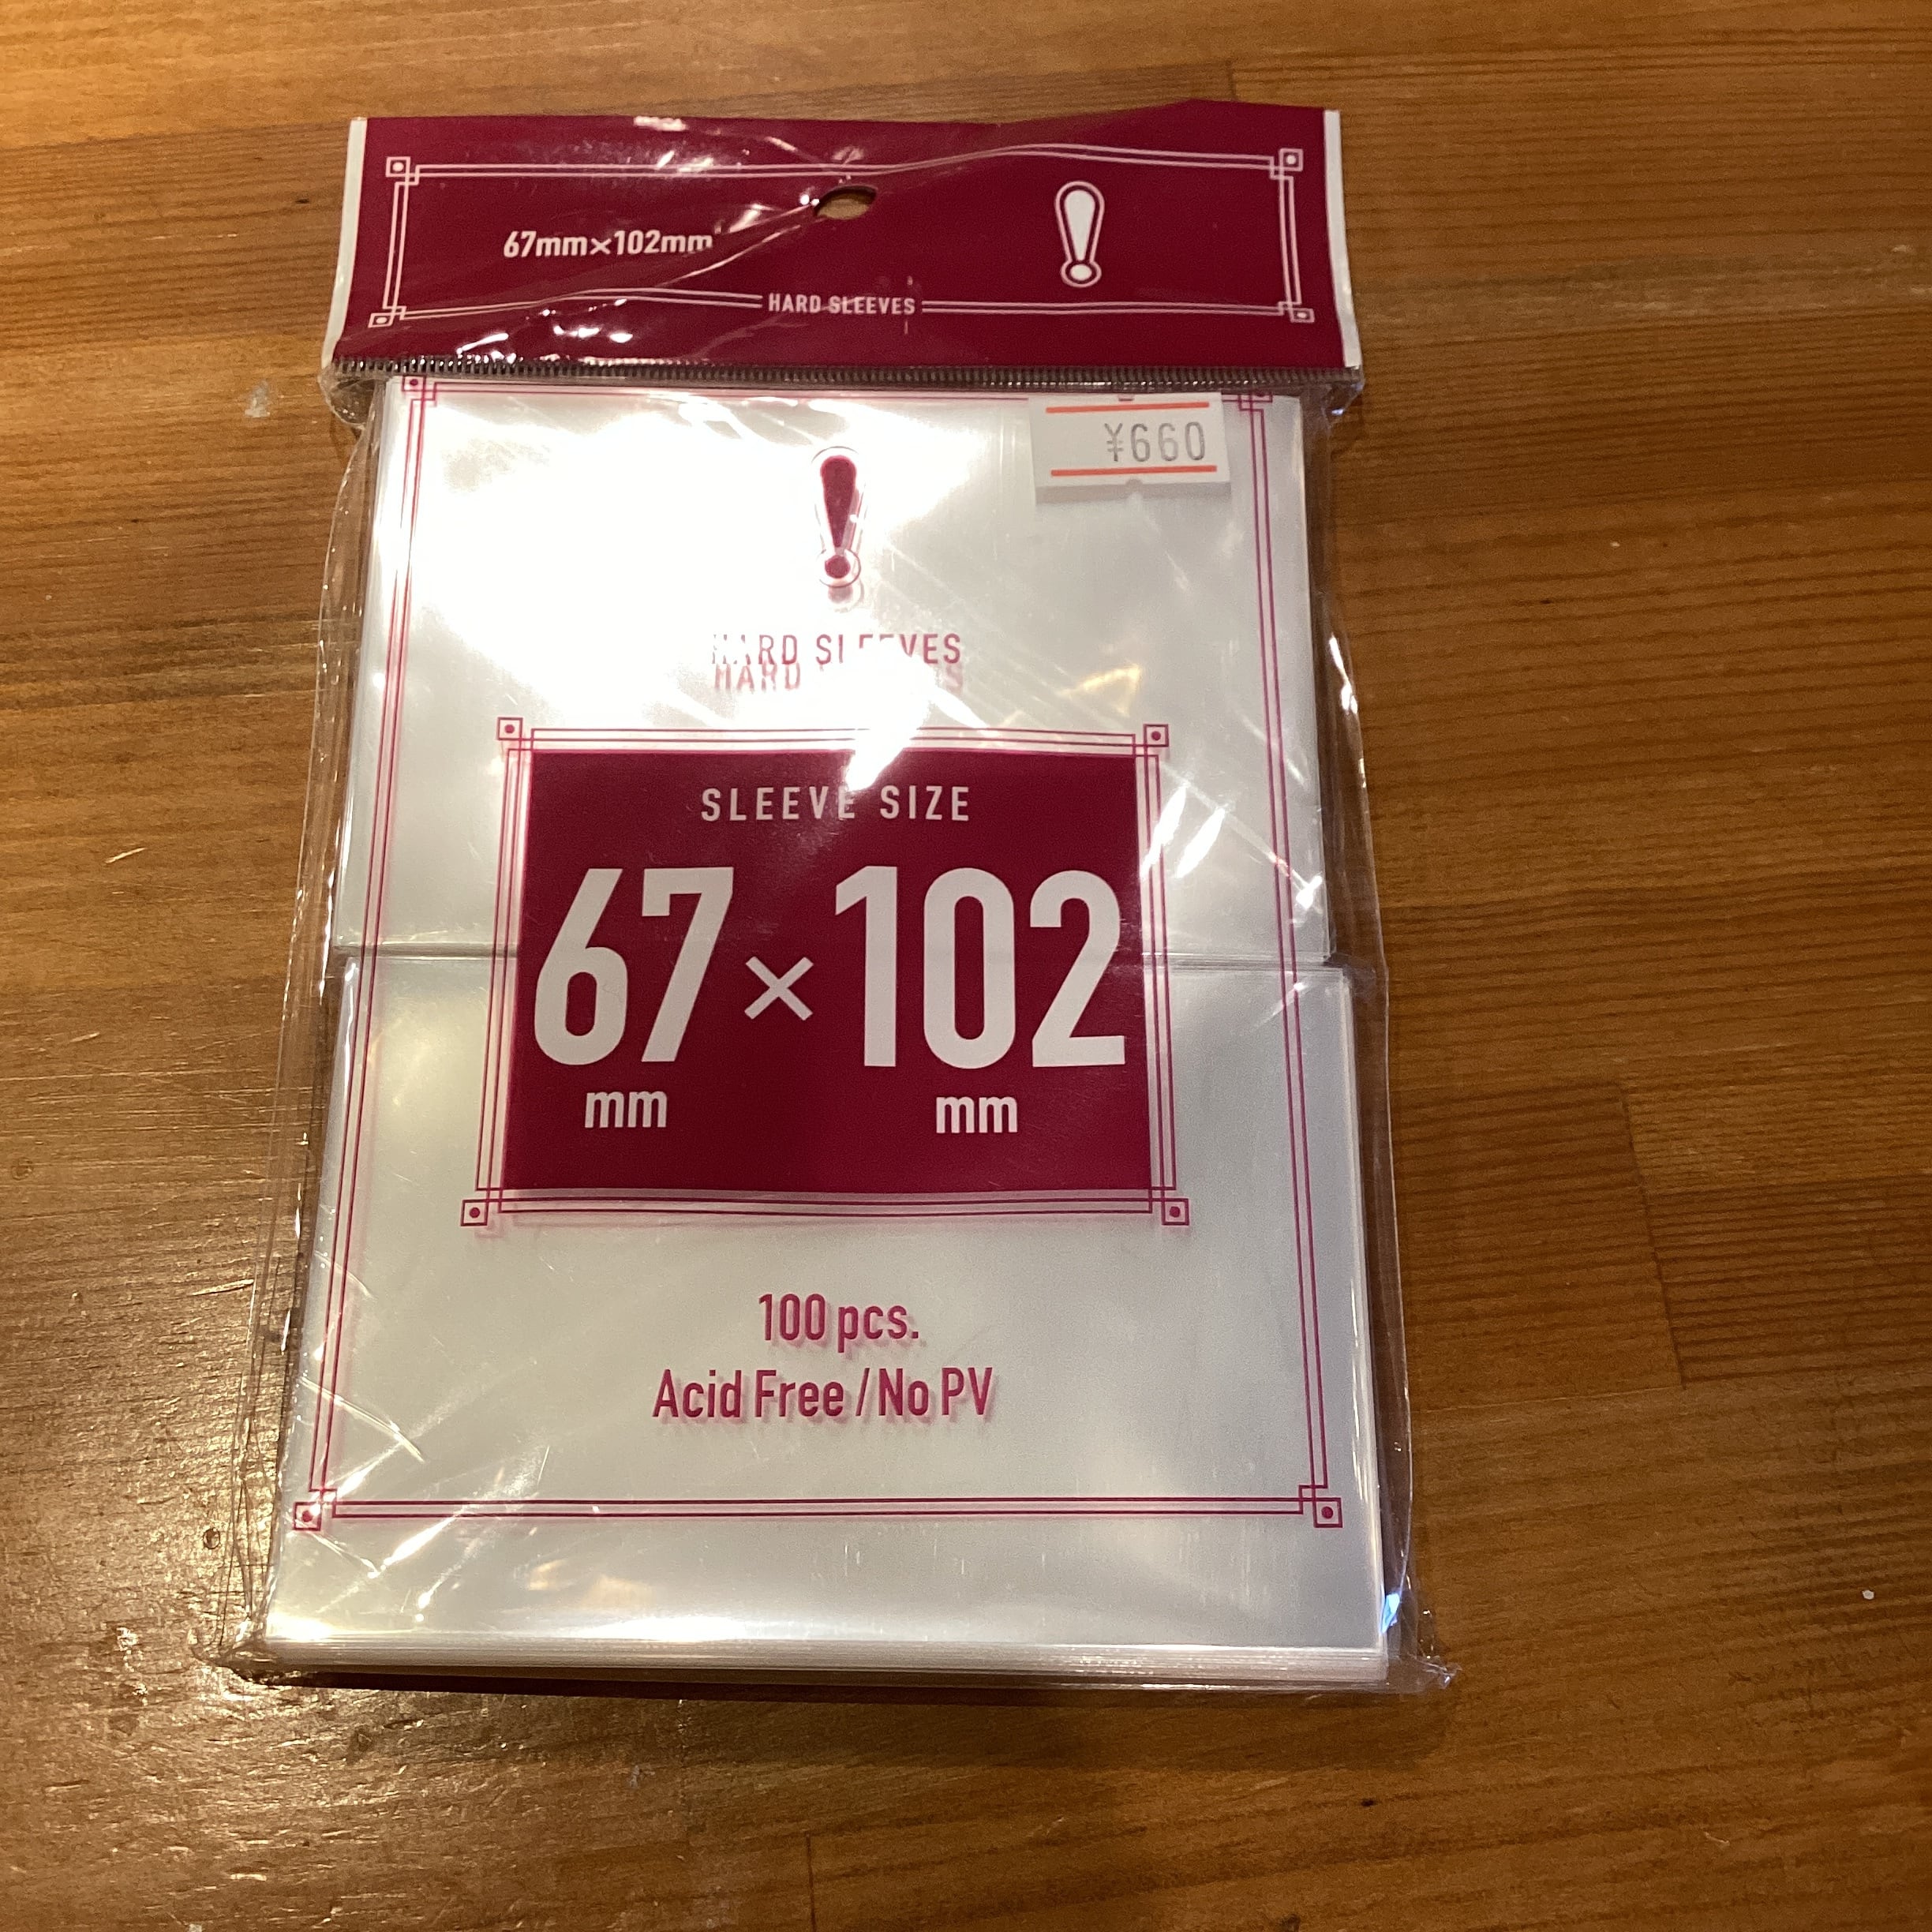 67mm×102mm
HARD SLEEVES
¥660
HARD SLEEVES
SLEEVE SIZE
67×102
mm mm
100 pcs.
Acid Free / No PV